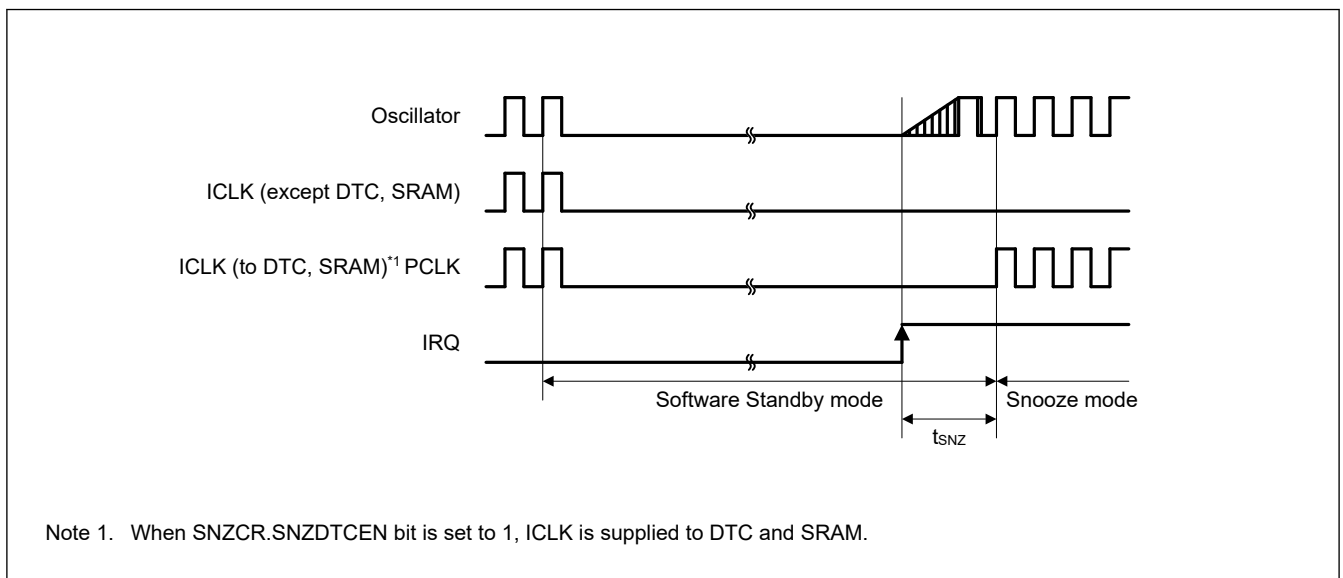 Oscillator
ICLK (except DTC, SRAM)
ICLK (to DTC, SRAM)*1 PCLK
IRQ
Software Standby mode
Snooze mode
tSNZ
Note 1. When SNZCR.SNZDTCEN bit is set to 1, ICLK is supplied to DTC and SRAM.